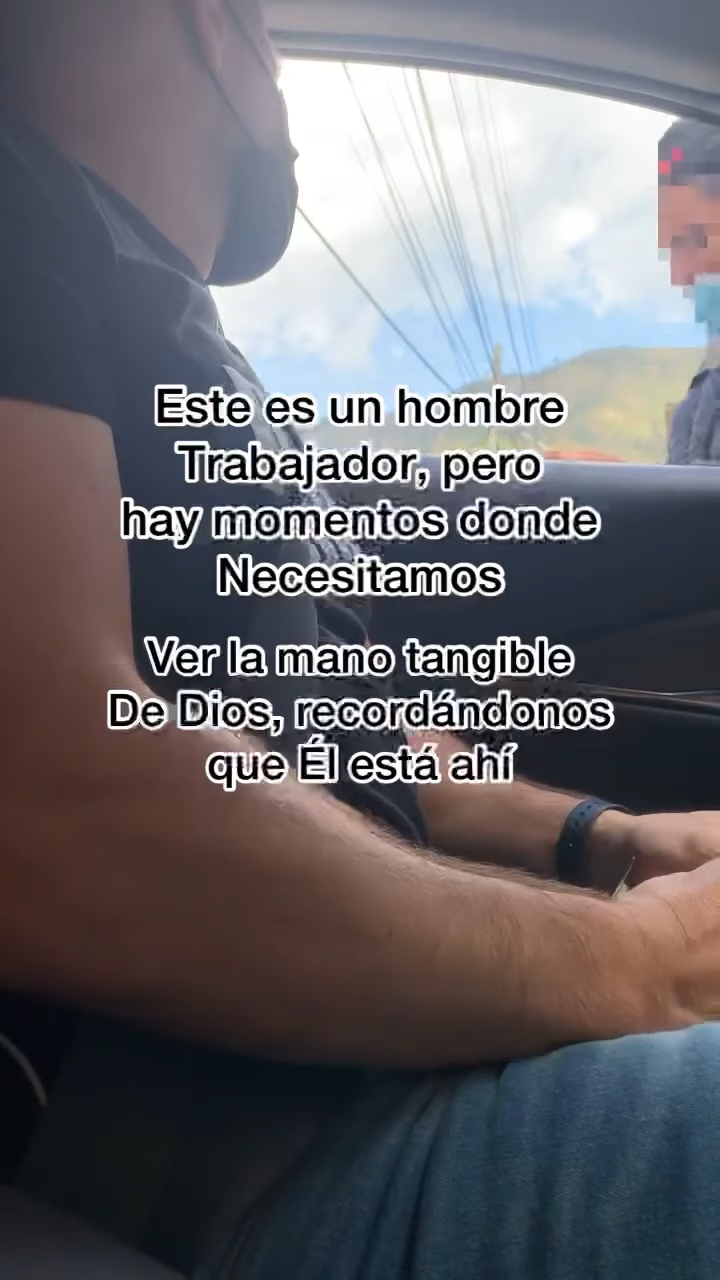 Este es un hombre
Trabajador, pero
hay momentos donde
Necesitamos
Ver la mano tangible
De Dios, recordándonos
que Él está ahí